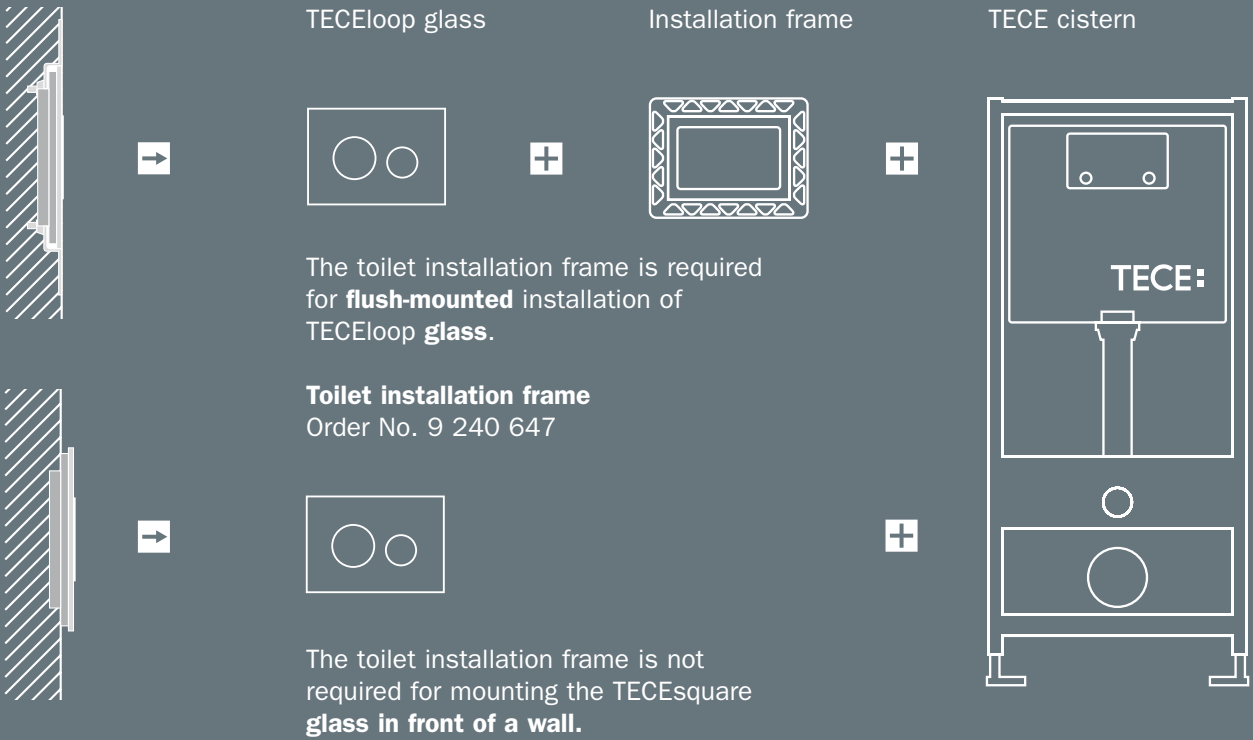 TECEloop glass
Installation frame
TECE cistern
The toilet installation frame is required
for flush-mounted installation of
TECEloop glass.
Toilet installation frame
Order No. 9 240 647
TECE:
The toilet installation frame is not
required for mounting the TECEsquare
glass in front of a wall.